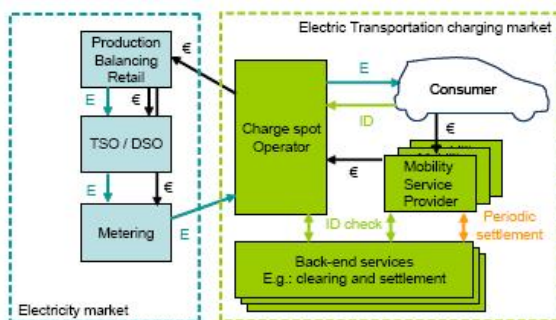 Electric Transportation charging market
Production
Balancing
Retail
€
E
€
E
Consumer
TSO / DSO
Charge spot
Operator
ID
€
E
€
€
Mobility
Service
Provider
Metering
E
ID check
Periodic
settlement
Back-end services
E.g.: clearing and settlement
Electricity market